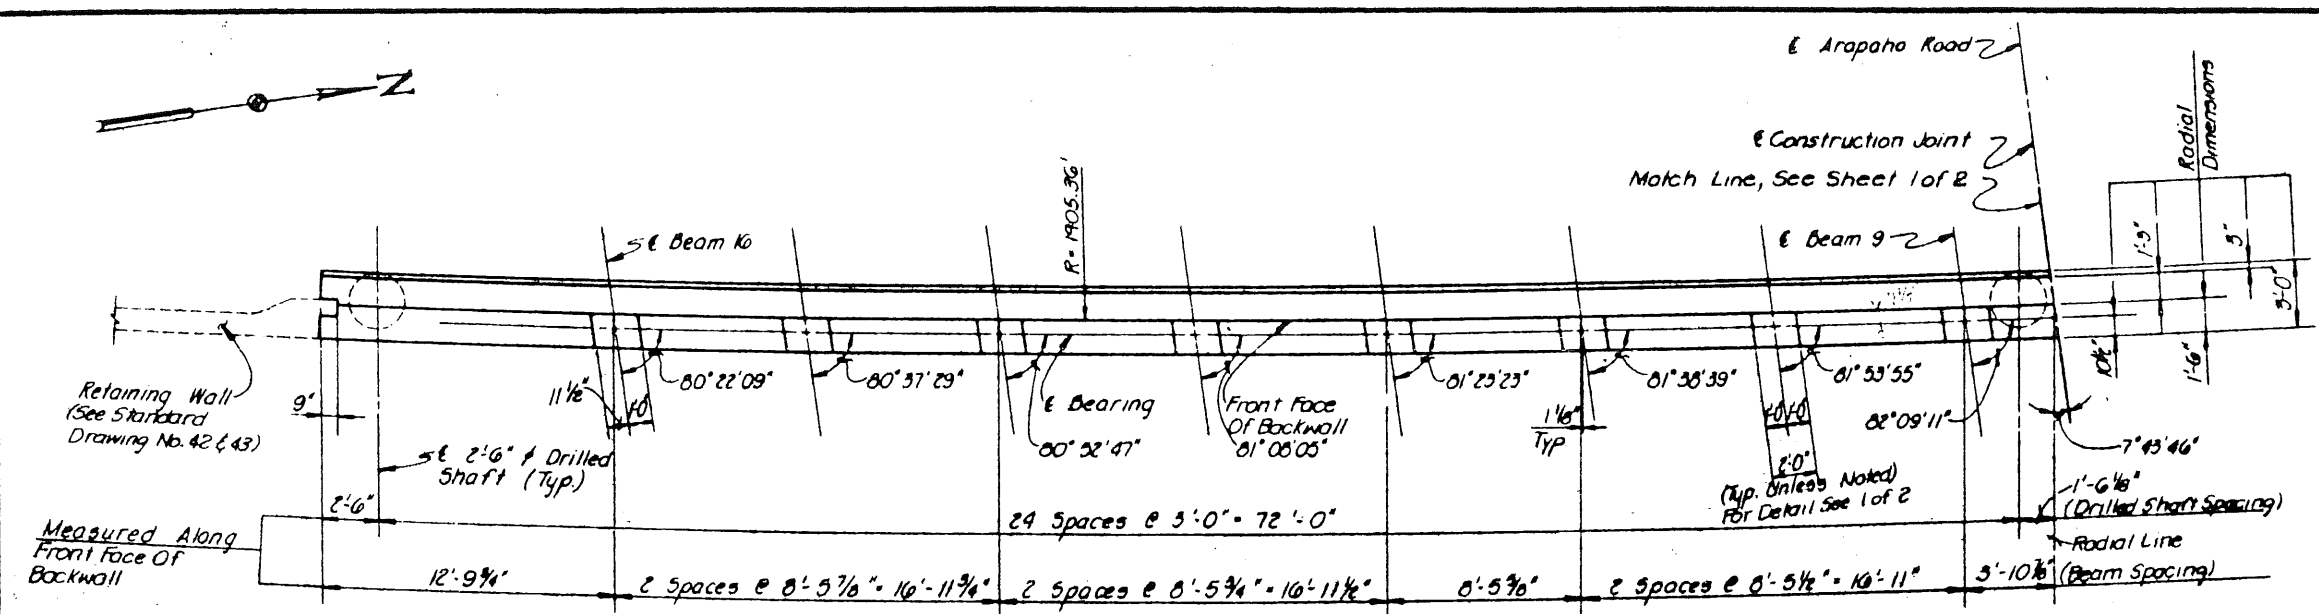 N
⅊ Arapaho Road
Radial
Dimensions
⅊ Construction Joint
Match Line, See Sheet 1 of 2
R = 1905.36'
⅊ Beam 16
⅊ Beam 9
1'-3"
3"
3'-0"
10½"
1'-6"
Retaining Wall
(See Standard
Drawing No. 42 & 43)
9"
11½"
1'-0"
80°22'09"
80°37'29"
⅊ Bearing
80°52'47"
Front Face
Of Backwall
81°08'05"
81°23'23"
1⅛"
Typ
81°38'39"
81°53'55"
1'-0" 1'-0"
2'-0"
(Typ. Unless Noted)
For Detail See 1 of 2
82°09'11"
7°43'46"
⅊ 2'-6" ϕ Drilled
Shaft (Typ.)
2'-6"
24 Spaces @ 3'-0" = 72'-0"
1'-6⅛"
(Drilled Shaft Spacing)
Radial Line
Measured Along
Front Face Of
Backwall
12'-9¾"
2 Spaces @ 8'-5⅞" = 16'-11¾"
2 Spaces @ 8'-5¾" = 16'-11½"
8'-5⅝"
2 Spaces @ 8'-5½" = 16'-11"
3'-10⅞"
(Beam Spacing)